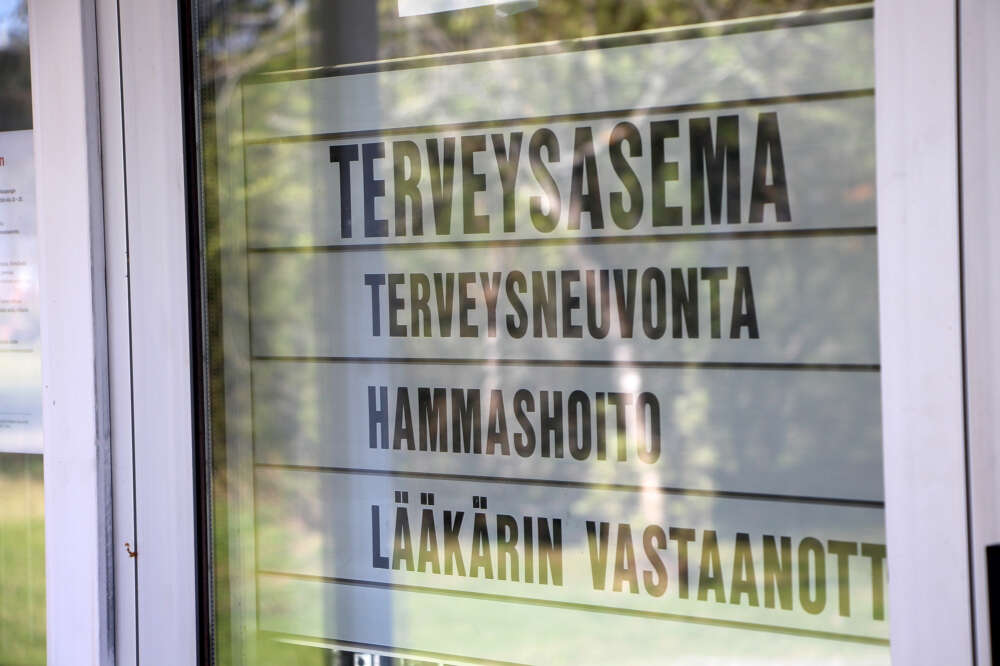 TERVEYSASEMA
TERVEYSNEUVONTA
HAMMASHOITO
LÄÄKÄRIN VASTAANOTT